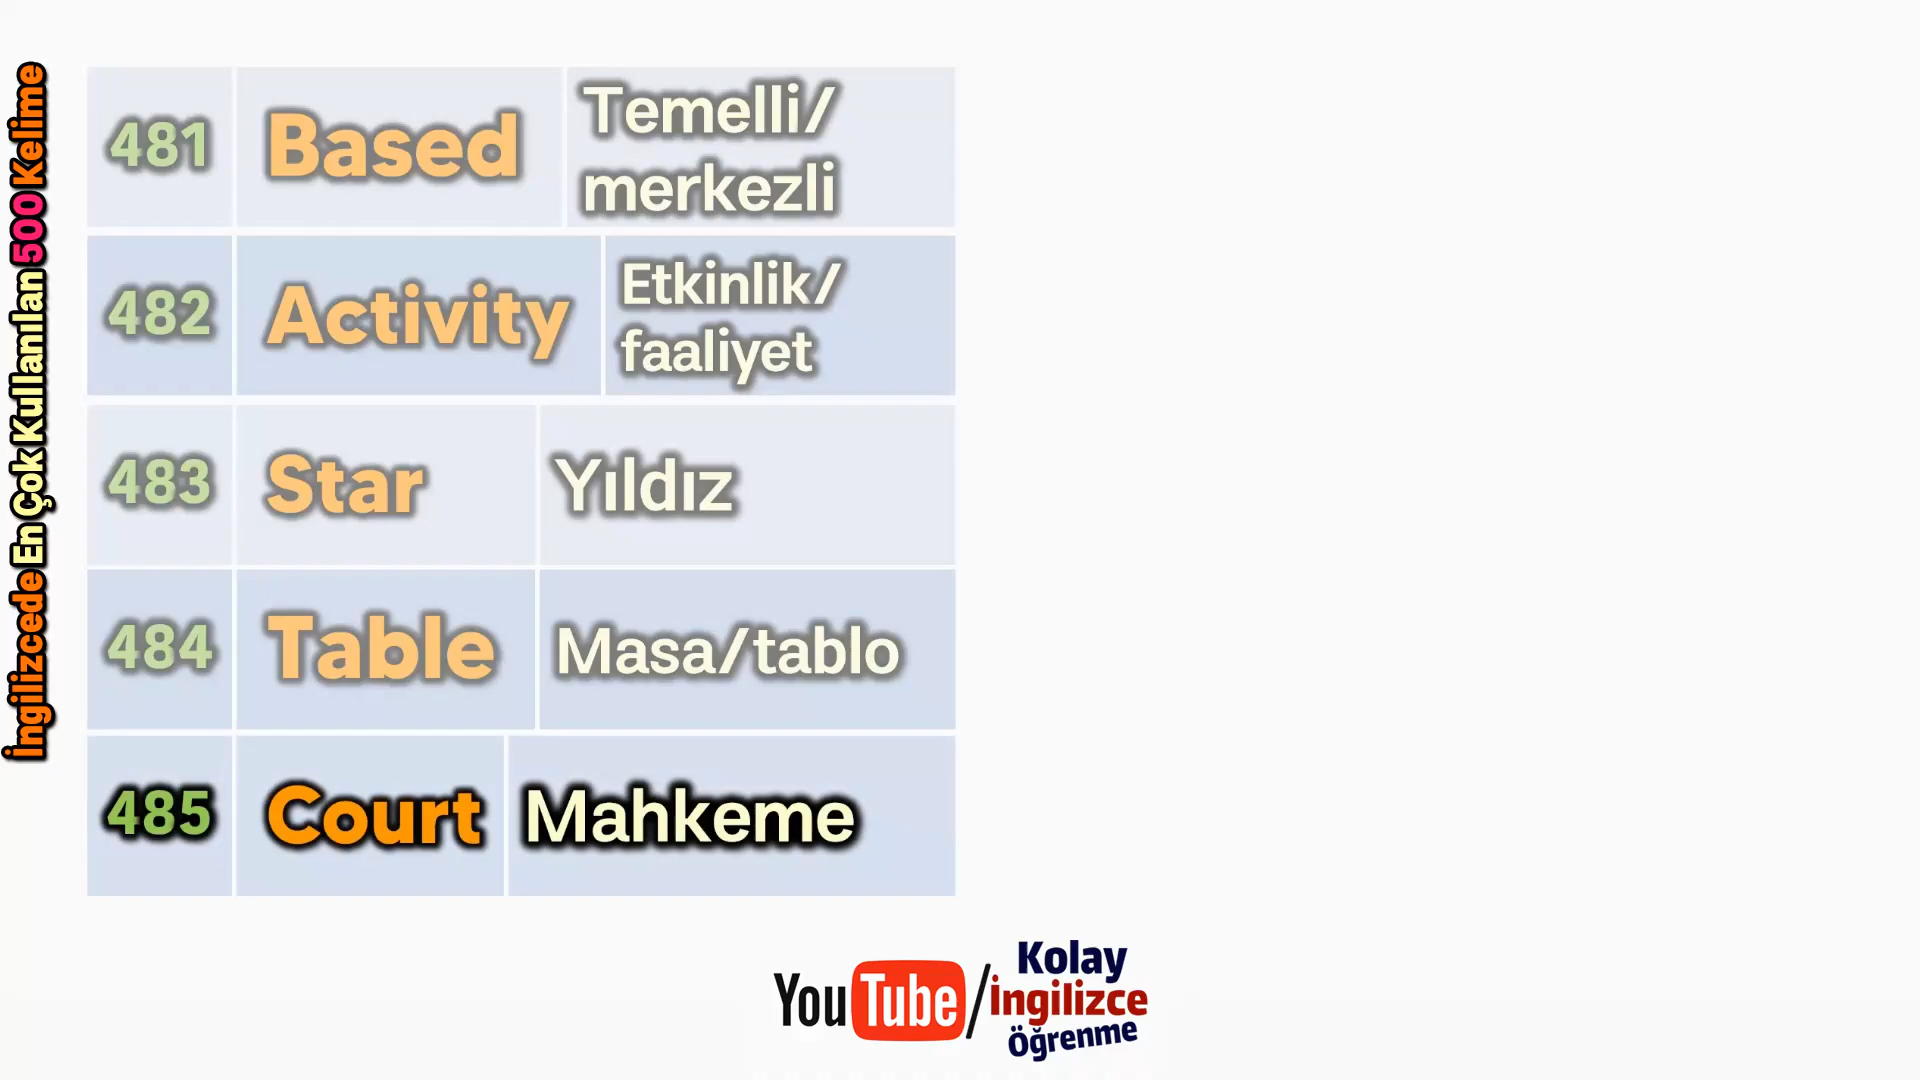 İngilizcede En Çok Kullanılan 500 Kelime
481 Based Temelli/
merkezli
482 Activity Etkinlik/
faaliyet
483 Star Yıldız
484 Table Masa/tablo
485 Court Mahkeme
YouTube/Kolay
İngilizce
Öğrenme